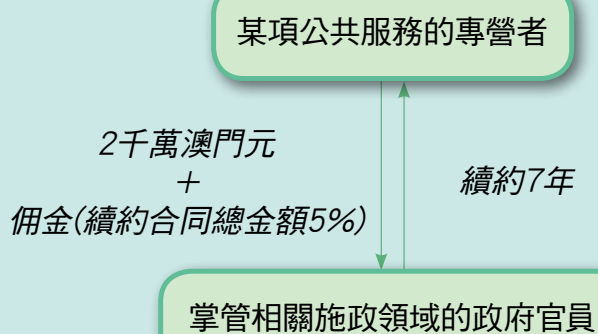 某項公共服務的專營者
2千萬澳門元
+
佣金(續約合同總金額5%)
續約7年
掌管相關施政領域的政府官員